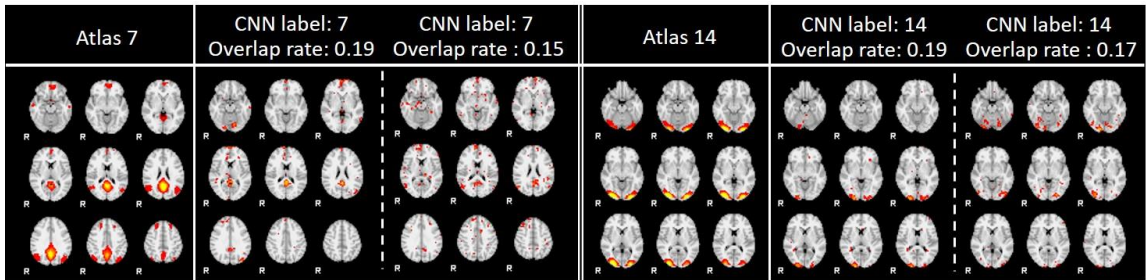 Atlas 7
CNN label: 7
Overlap rate: 0.19
CNN label: 7
Overlap rate : 0.15
Atlas 14
CNN label: 14
Overlap rate: 0.19
CNN label: 14
Overlap rate : 0.17
R R R R R R R R R R R R R R R R R R
R R R R R R R R R R R R R R R R R R
R R R R R R R R R R R R R R R R R R